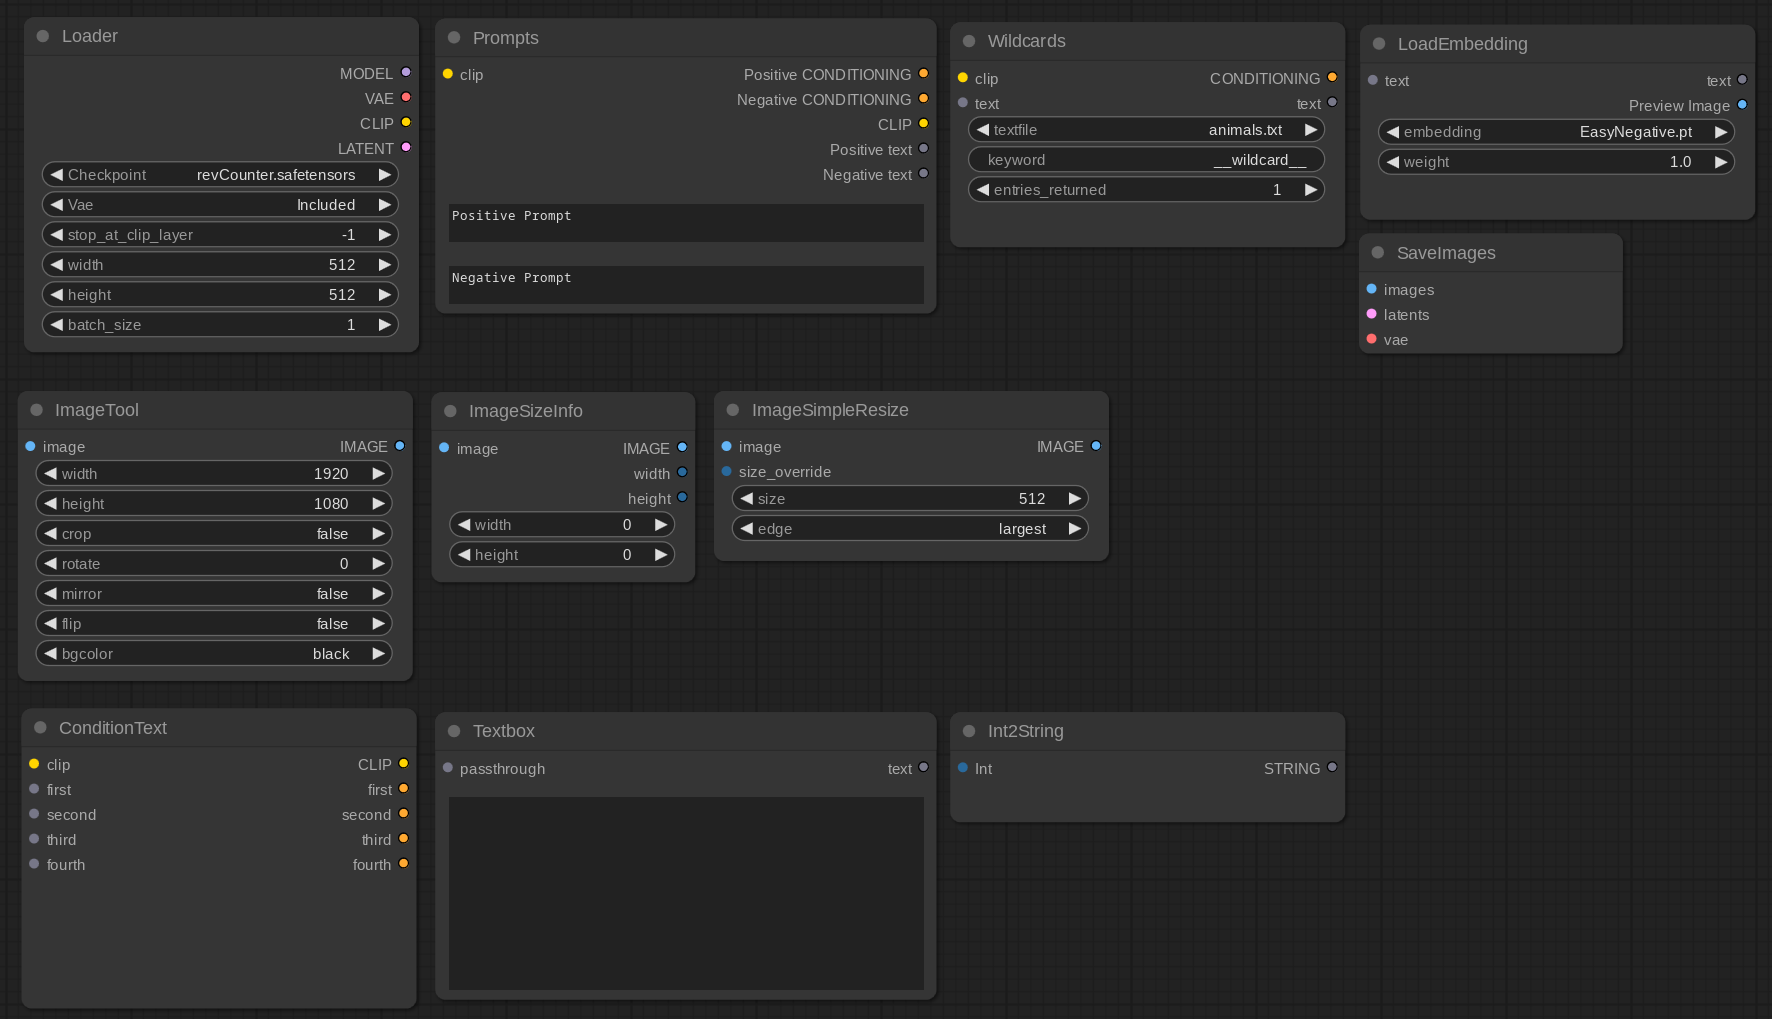 Loader
MODEL
VAE
CLIP
LATENT
Checkpoint revCounter.safetensors
Vae Included
stop_at_clip_layer -1
width 512
height 512
batch_size 1
Prompts
clip Positive CONDITIONING
Negative CONDITIONING
CLIP
Positive text
Negative text
Positive Prompt
Negative Prompt
Wildcards
clip CONDITIONING
text text
textfile animals.txt
keyword __wildcard__
entries_returned 1
LoadEmbedding
text text
Preview Image
embedding EasyNegative.pt
weight 1.0
SaveImages
images
latents
vae
ImageTool
image IMAGE
width 1920
height 1080
crop false
rotate 0
mirror false
flip false
bgcolor black
ImageSizeInfo
image IMAGE
width
height
width 0
height 0
ImageSimpleResize
image IMAGE
size_override
size 512
edge largest
ConditionText
clip CLIP
first first
second second
third third
fourth fourth
Textbox
passthrough text
Int2String
Int STRING